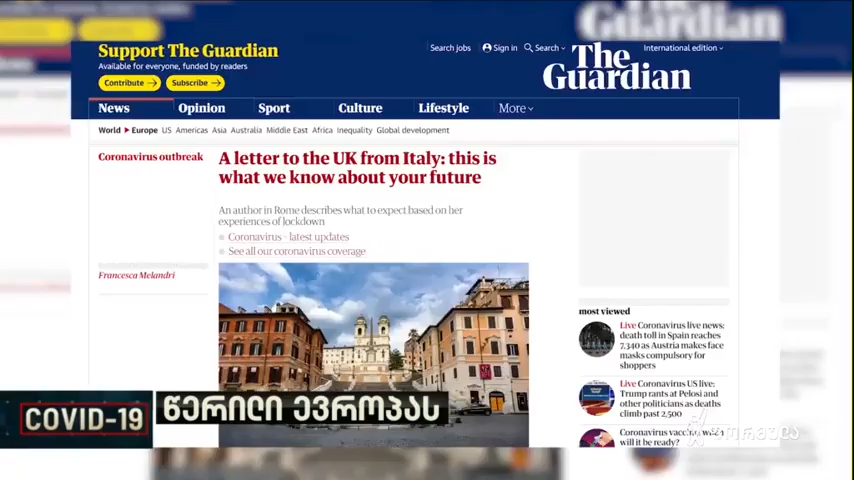 Support The Guardian
Available for everyone, funded by readers
Contribute →
Subscribe →
Search jobs
Sign in
Search
International edition
The Guardian
The
Guardian
News
Opinion
Sport
Culture
Lifestyle
More
World
Europe
US
Americas
Asia
Australia
Middle East
Africa
Inequality
Global development
Coronavirus outbreak
A letter to the UK from Italy: this is
what we know about your future
An author in Rome describes what to expect based on her
experiences of lockdown
Coronavirus - latest updates
See all our coronavirus coverage
Francesca Melandri
most viewed
Live Coronavirus live news:
death toll in Spain reaches
7,340 as Austria makes face
masks compulsory for
shoppers
Live Coronavirus US live:
Trump rants at Pelosi and
other politicians as deaths
climb past 2,500
Coronavirus vaccine: when
will it be ready?
COVID-19
წერილი ევროპას
ფორმულა